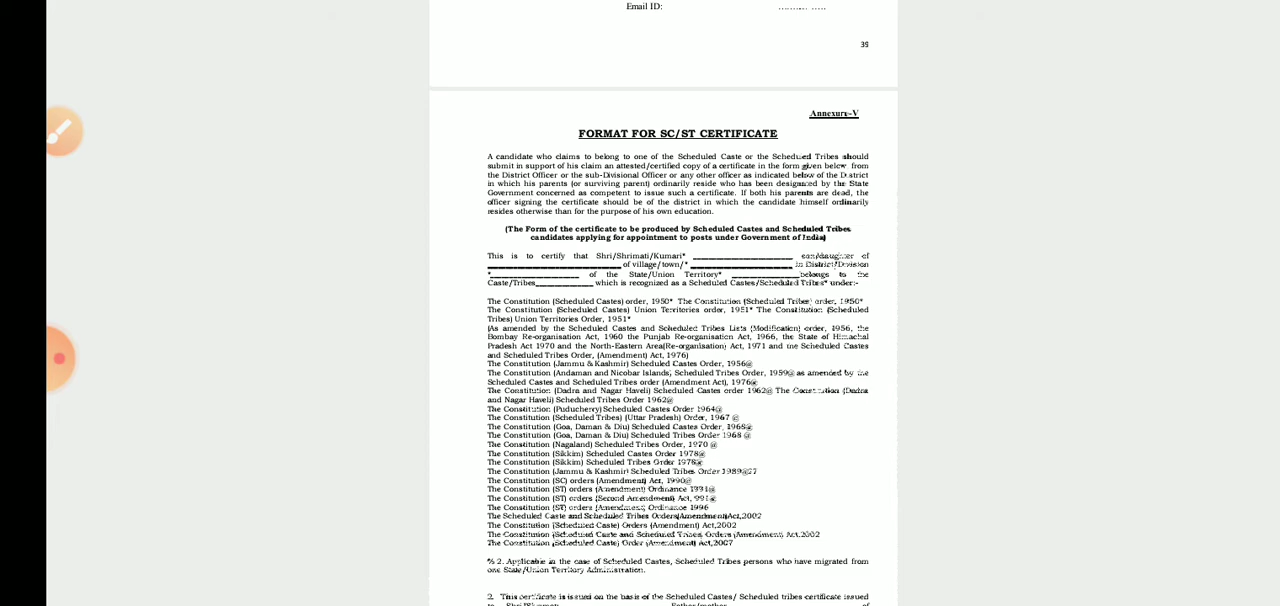 Email ID: ......... .....
39
Annexure-V
FORMAT FOR SC/ST CERTIFICATE
A candidate who claims to belong to one of the Scheduled Caste or the Scheduled Tribes should
submit in support of his claim an attested/certified copy of a certificate in the form given below from
the District Officer or the sub-Divisional Officer or any other officer as indicated below of the District
in which his parents (or surviving parent) ordinarily reside who has been designated by the State
Government concerned as competent to issue such a certificate. If both his parents are dead, the
officer signing the certificate should be of the district in which the candidate himself ordinarily
resides otherwise than for the purpose of his own education.
(The Form of the certificate to be produced by Scheduled Castes and Scheduled Tribes
candidates applying for appointment to posts under Government of India)
This is to certify that Shri/Shrimati/Kumari* ____________________ son/daughter of
____________________ of village/town/* ____________________ in District/Division
*____________________ of the State/Union Territory* ______________belongs to the
Caste/Tribes____________ which is recognized as a Scheduled Castes/Scheduled Tribes* under:-
The Constitution (Scheduled Castes) order, 1950* The Constitution (Scheduled Tribes) order, 1950*
The Constitution (Scheduled Castes) Union Territories order, 1951* The Constitution (Scheduled
Tribes) Union Territories Order, 1951*
(As amended by the Scheduled Castes and Scheduled Tribes Lists (Modification) order, 1956, the
Bombay Re-organisation Act, 1960 the Punjab Re-organisation Act, 1966, the State of Himachal
Pradesh Act 1970 and the North-Eastern Area(Re-organisation) Act, 1971 and the Scheduled Castes
and Scheduled Tribes Order, (Amendment) Act, 1976)
The Constitution (Jammu & Kashmir) Scheduled Castes Order, 1956@
The Constitution (Andaman and Nicobar Islands) Scheduled Tribes Order, 1959@ as amended by the
Scheduled Castes and Scheduled Tribes order (Amendment Act), 1976@
The Constitution (Dadra and Nagar Haveli) Scheduled Castes order 1962@ The Constitution (Dadra
and Nagar Haveli) Scheduled Tribes Order 1962@
The Constitution (Puducherry) Scheduled Castes Order 1964@
The Constitution (Scheduled Tribes) (Uttar Pradesh) Order, 1967 @
The Constitution (Goa, Daman & Diu) Scheduled Castes Order, 1968@
The Constitution (Goa, Daman & Diu) Scheduled Tribes Order 1968 @
The Constitution (Nagaland) Scheduled Tribes Order, 1970 @
The Constitution (Sikkim) Scheduled Castes Order 1978@
The Constitution (Sikkim) Scheduled Tribes Order 1978@
The Constitution (Jammu & Kashmir) Scheduled Tribes Order 1989@
The Constitution (SC) orders (Amendment) Act, 1990@
The Constitution (ST) orders (Amendment) Ordinance 1991@
The Constitution (ST) orders (Second Amendment) Act, 991@
The Constitution (ST) orders (Amendment) Ordinance 1996
The Scheduled Caste and Scheduled Tribes Orders(Amendment)Act,2002
The Constitution (Scheduled Caste) Orders (Amendment) Act,2002
The Constitution (Scheduled Caste and Scheduled Tribes) Orders (Amendment) Act,2002
The Constitution (Scheduled Caste) Order (Amendment) Act,2007
% 2. Applicable in the case of Scheduled Castes, Scheduled Tribes persons who have migrated from
one State/Union Territory Administration.
2. This certificate is issued on the basis of the Scheduled Castes/ Scheduled tribes certificate issued
to Shri/Shrimati Father/mother of